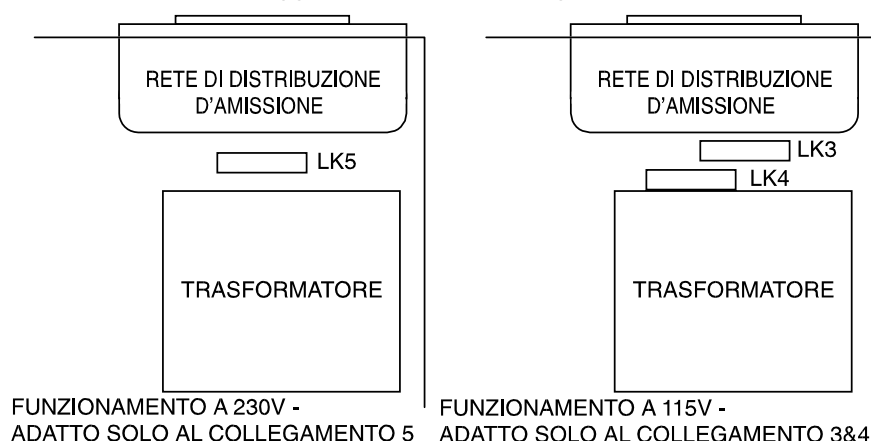 RETE DI DISTRIBUZIONE
D'AMISSIONE
LK5
TRASFORMATORE
FUNZIONAMENTO A 230V -
ADATTO SOLO AL COLLEGAMENTO 5
RETE DI DISTRIBUZIONE
D'AMISSIONE
LK3
LK4
TRASFORMATORE
FUNZIONAMENTO A 115V -
ADATTO SOLO AL COLLEGAMENTO 3&4